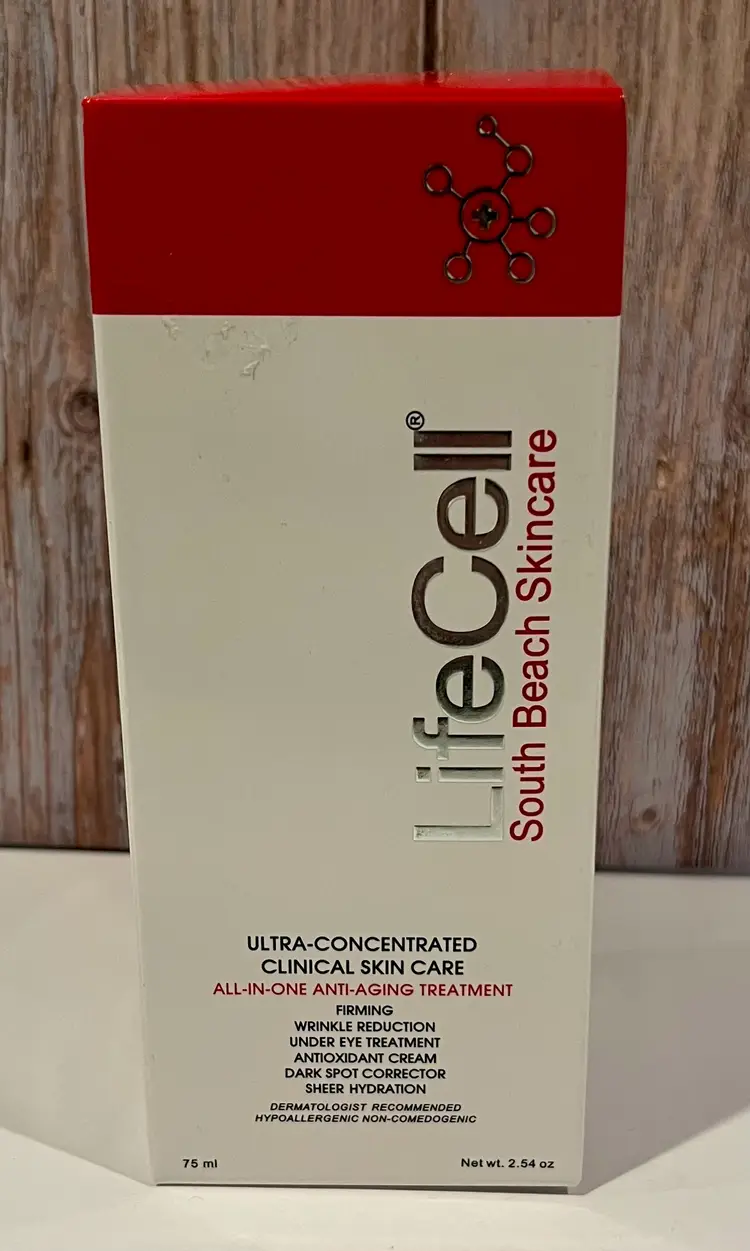 LifeCell®
South Beach Skincare
ULTRA-CONCENTRATED
CLINICAL SKIN CARE
ALL-IN-ONE ANTI-AGING TREATMENT
FIRMING
WRINKLE REDUCTION
UNDER EYE TREATMENT
ANTIOXIDANT CREAM
DARK SPOT CORRECTOR
SHEER HYDRATION
DERMATOLOGIST RECOMMENDED
HYPOALLERGENIC NON-COMEDOGENIC
75 ml Net wt. 2.54 oz